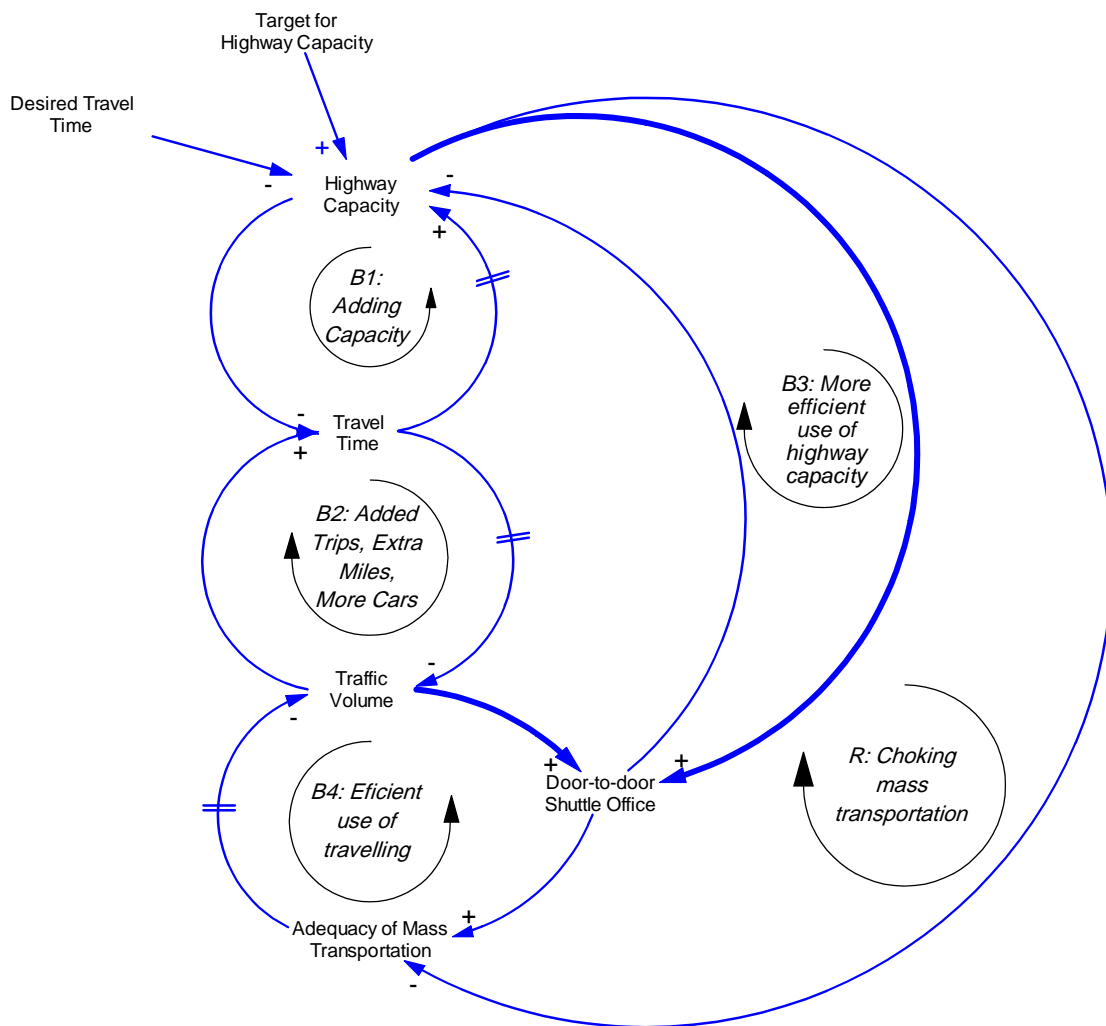 Target for
Highway Capacity
Desired Travel
Time
+
-
-
Highway
Capacity
+
B1:
Adding
Capacity
B3: More
efficient
use of
highway
capacity
-
Travel
Time
+
B2: Added
Trips, Extra
Miles,
More Cars
-
Traffic
Volume
-
+
+
Door-to-door
Shuttle Office
R: Choking
mass
transportation
B4: Eficient
use of
travelling
+
Adequacy of Mass
Transportation
-